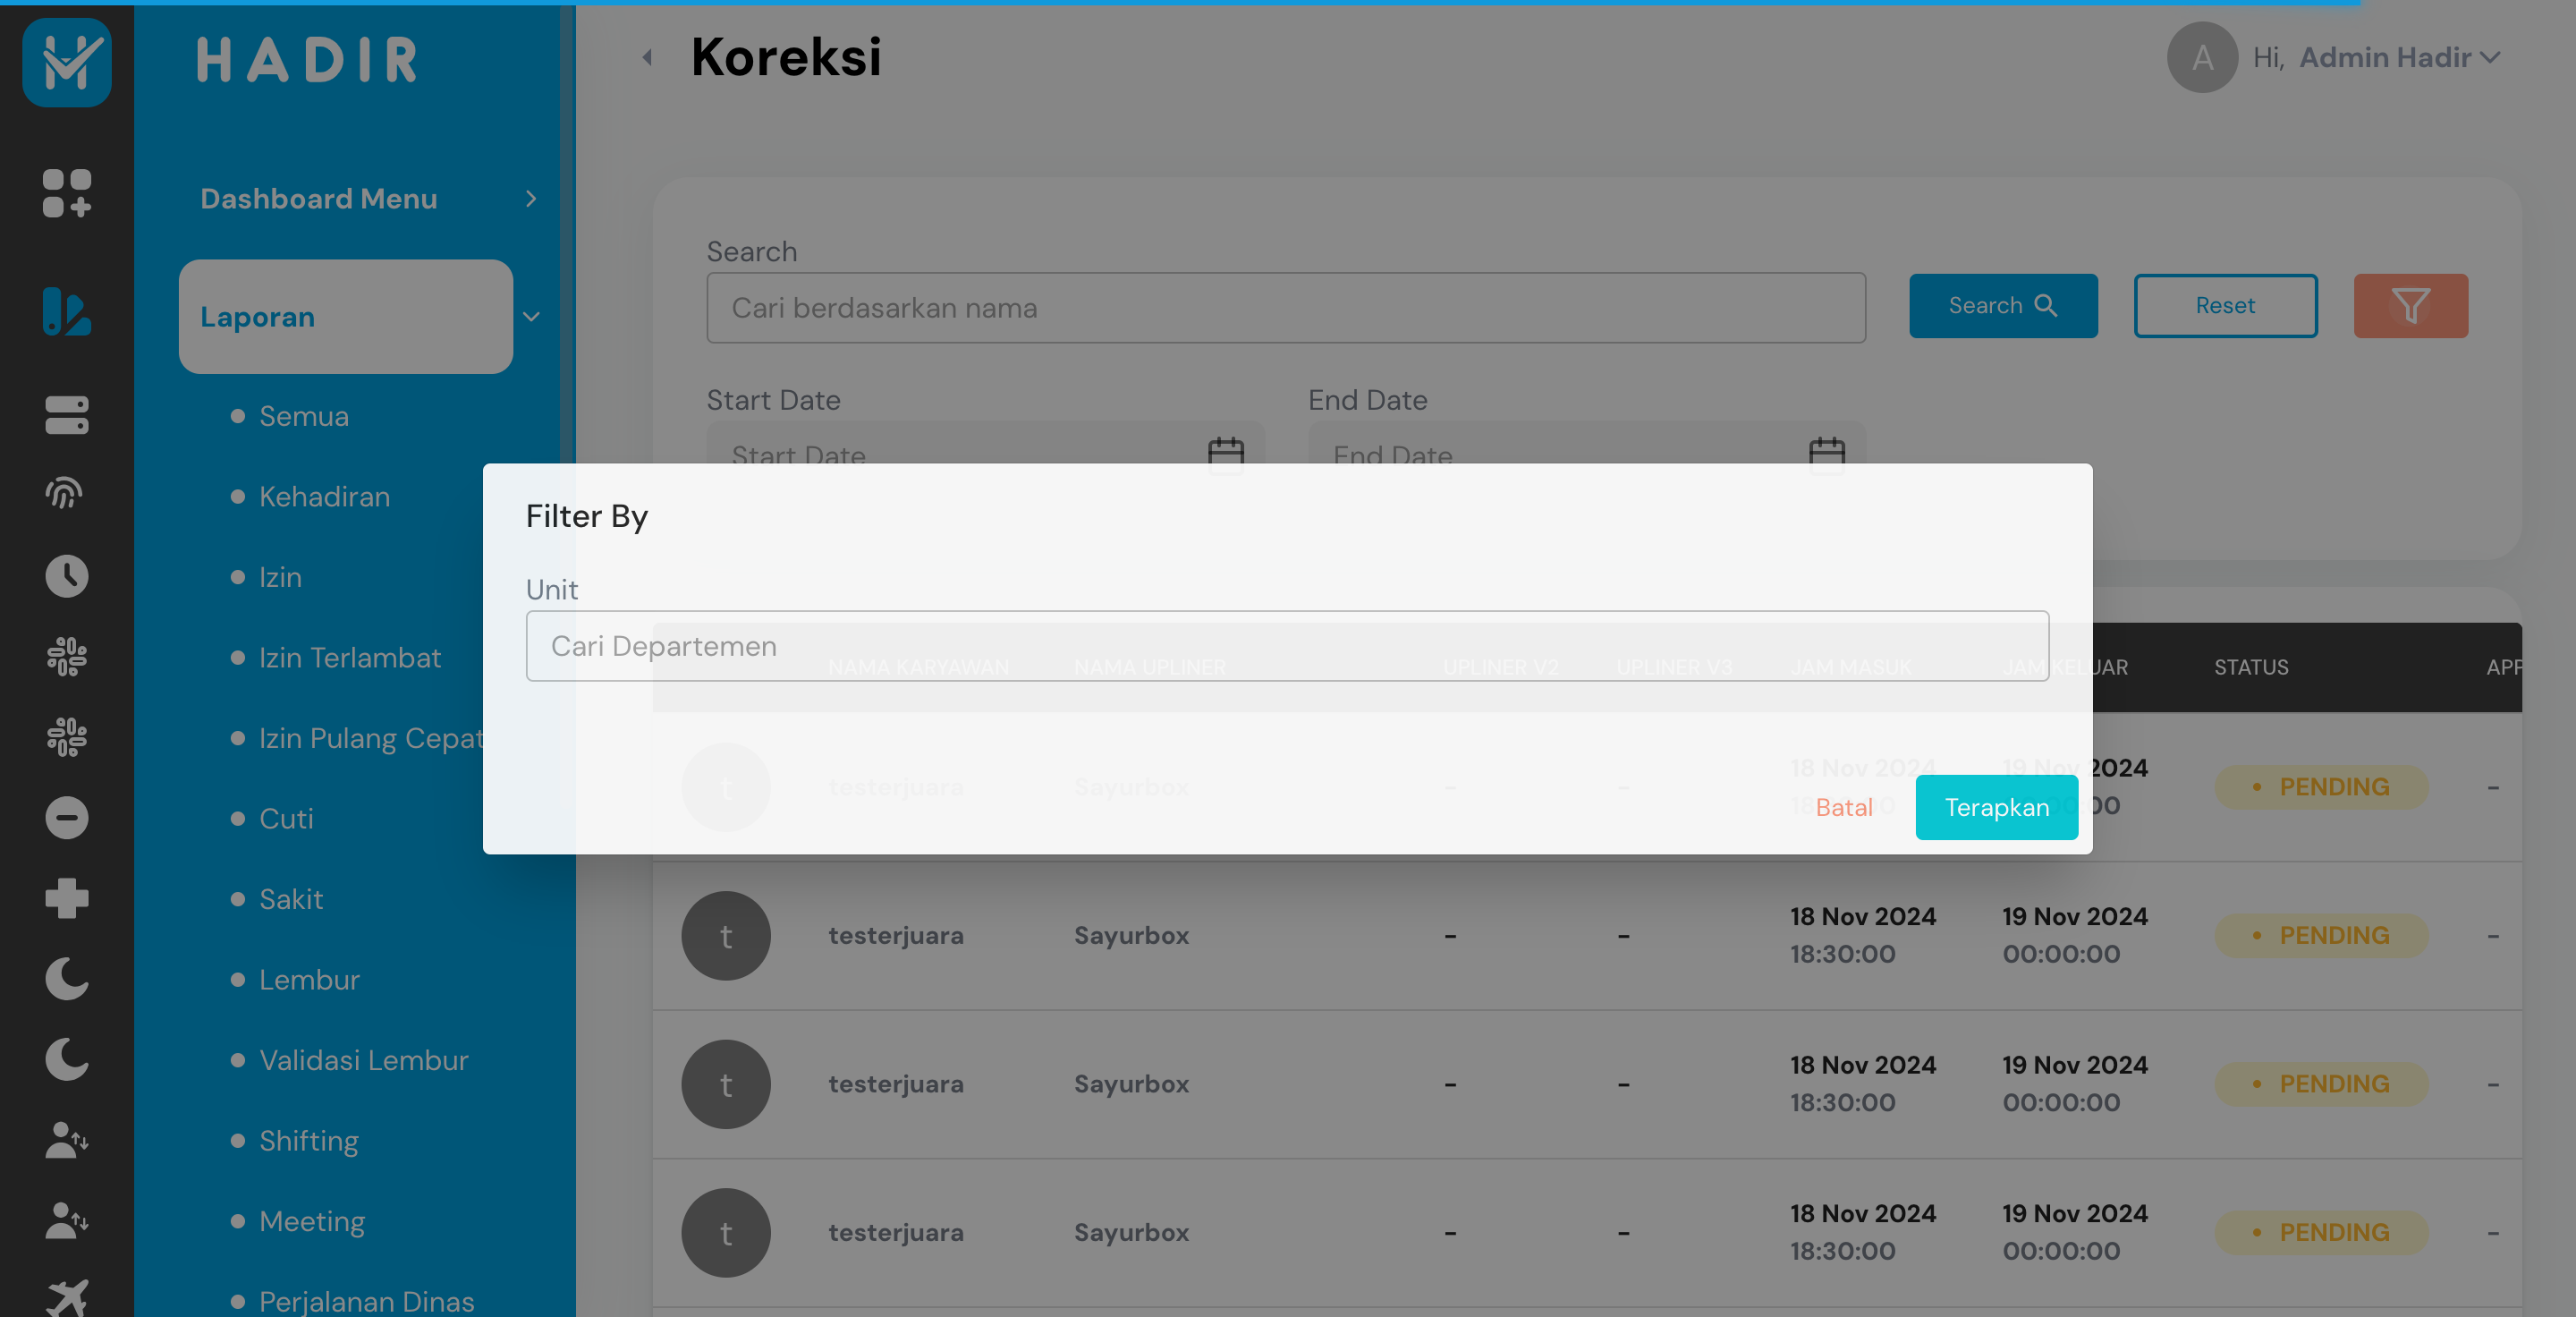 HADIR
Koreksi
A Hi, Admin Hadir
Dashboard Menu
Laporan
Semua
Kehadiran
Izin
Izin Terlambat
Izin Pulang Cepat
Cuti
Sakit
Lembur
Validasi Lembur
Shifting
Meeting
Perjalanan Dinas
Search
Cari berdasarkan nama
Search
Reset
Start Date
End Date
Start Date
End Date
Filter By
Unit
Cari Departemen
Batal
Terapkan
NAMA KARYAWAN NAMA UPLINER UPLINER V2 UPLINER V3 JAM MASUK JAM KELUAR STATUS APP
t testerjuara Sayurbox - - 18 Nov 2024 19 Nov 2024 • PENDING -
t testerjuara Sayurbox - - 18 Nov 2024 19 Nov 2024 • PENDING -
18:30:00 00:00:00
t testerjuara Sayurbox - - 18 Nov 2024 19 Nov 2024 • PENDING -
18:30:00 00:00:00
t testerjuara Sayurbox - - 18 Nov 2024 19 Nov 2024 • PENDING -
18:30:00 00:00:00